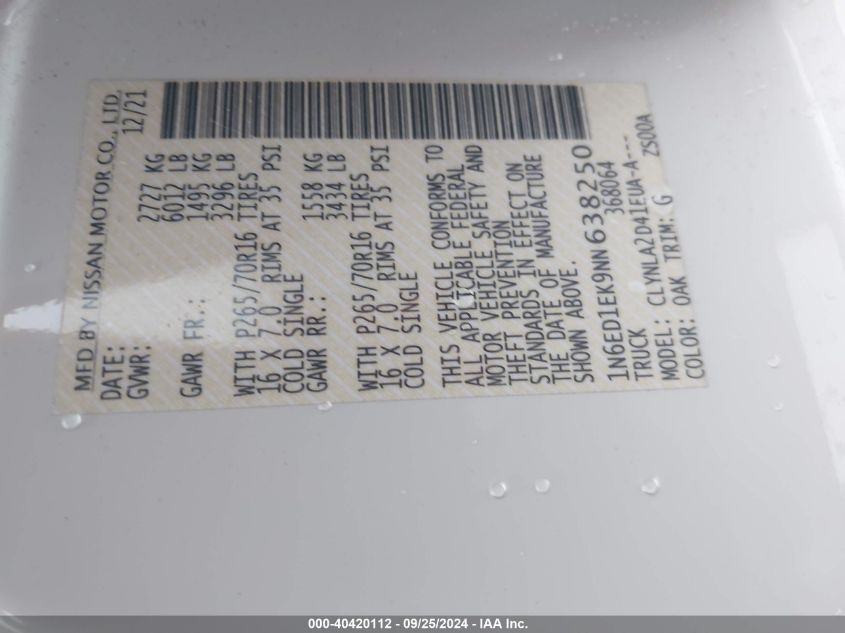 MFD BY NISSAN MOTOR CO., LTD.
DATE: 12/21
GVWR: 2727 KG
6012 LB
GAWR FR.: 1495 KG
3296 LB
WITH P265/70R16 TIRES
16 X 7.0 RIMS AT 35 PSI
COLD SINGLE
GAWR RR.: 1558 KG
3434 LB
WITH P265/70R16 TIRES
16 X 7.0 RIMS AT 35 PSI
COLD SINGLE
THIS VEHICLE CONFORMS TO
ALL APPLICABLE FEDERAL
MOTOR VEHICLE SAFETY AND
THEFT PREVENTION
STANDARDS IN EFFECT ON
THE DATE OF MANUFACTURE
SHOWN ABOVE.
1N6ED1EK9NN638250
TRUCK 368064
MODEL: CLYNLA2D41EUA-A---
COLOR: QAK TRIM: G ZS00A
000-40420112 - 09/25/2024 - IAA Inc.